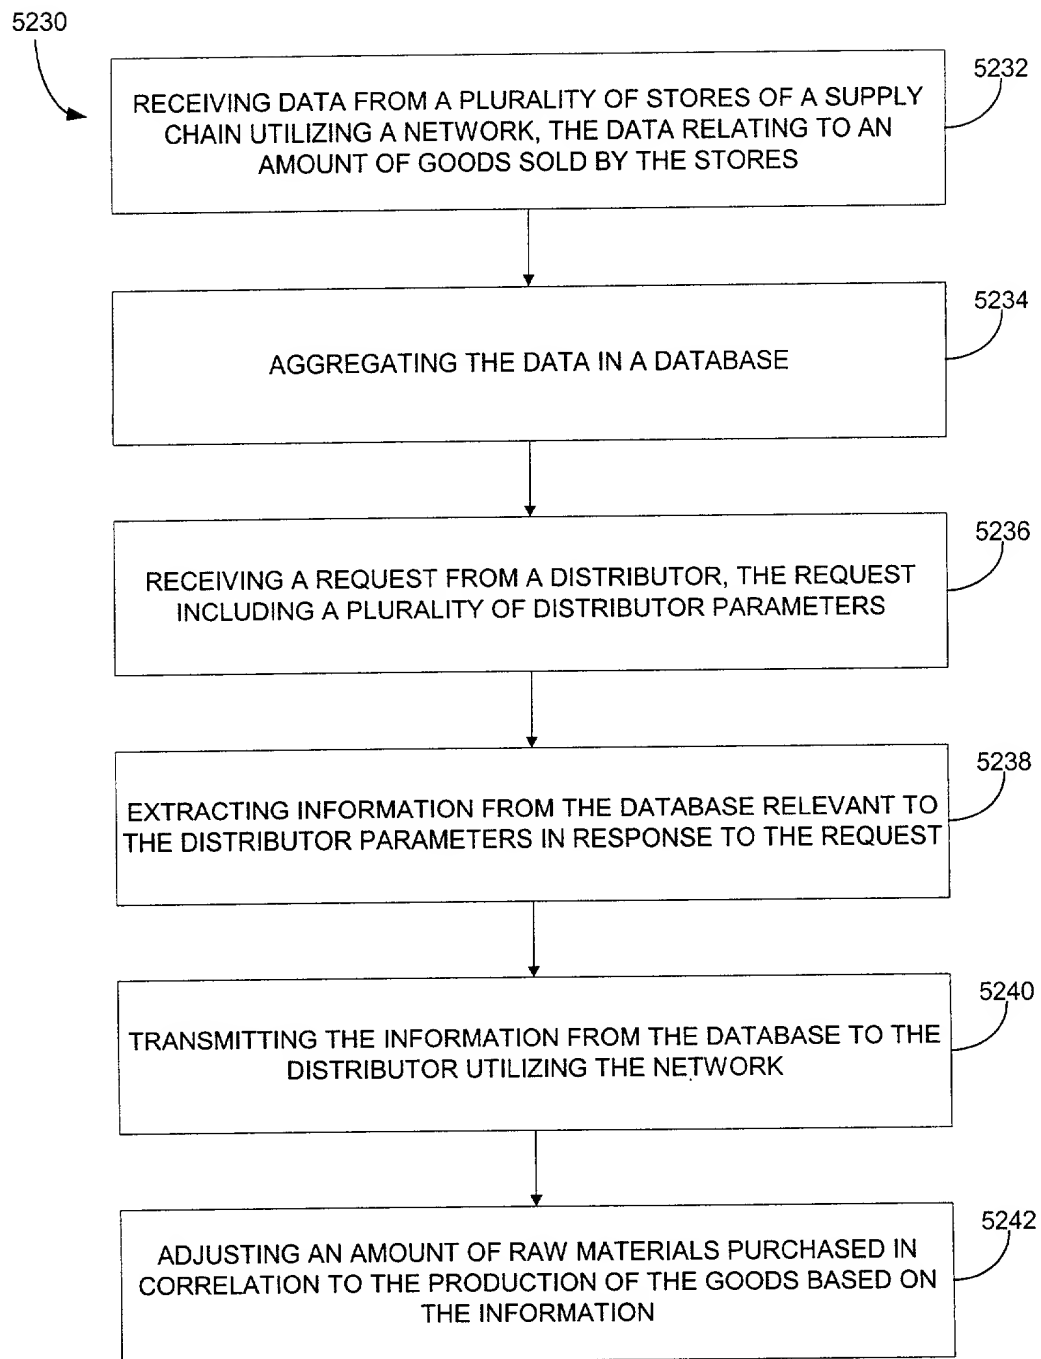 5230
5232
RECEIVING DATA FROM A PLURALITY OF STORES OF A SUPPLY
CHAIN UTILIZING A NETWORK, THE DATA RELATING TO AN
AMOUNT OF GOODS SOLD BY THE STORES
5234
AGGREGATING THE DATA IN A DATABASE
5236
RECEIVING A REQUEST FROM A DISTRIBUTOR, THE REQUEST
INCLUDING A PLURALITY OF DISTRIBUTOR PARAMETERS
5238
EXTRACTING INFORMATION FROM THE DATABASE RELEVANT TO
THE DISTRIBUTOR PARAMETERS IN RESPONSE TO THE REQUEST
5240
TRANSMITTING THE INFORMATION FROM THE DATABASE TO THE
DISTRIBUTOR UTILIZING THE NETWORK
5242
ADJUSTING AN AMOUNT OF RAW MATERIALS PURCHASED IN
CORRELATION TO THE PRODUCTION OF THE GOODS BASED ON
THE INFORMATION